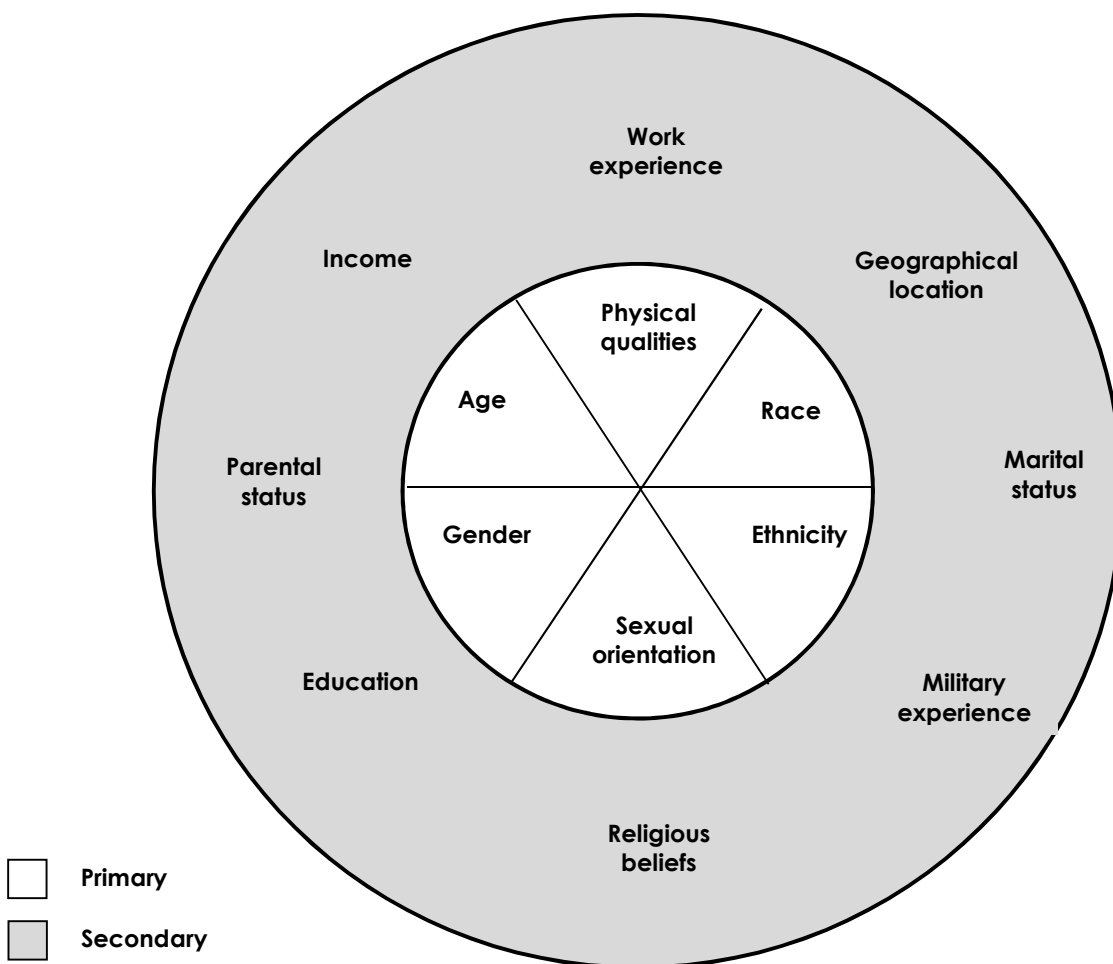 Work
experience
Income
Geographical
location
Physical
qualities
Age
Race
Parental
status
Marital
status
Gender
Ethnicity
Sexual
orientation
Education
Military
experience
Religious
beliefs
Primary
Secondary